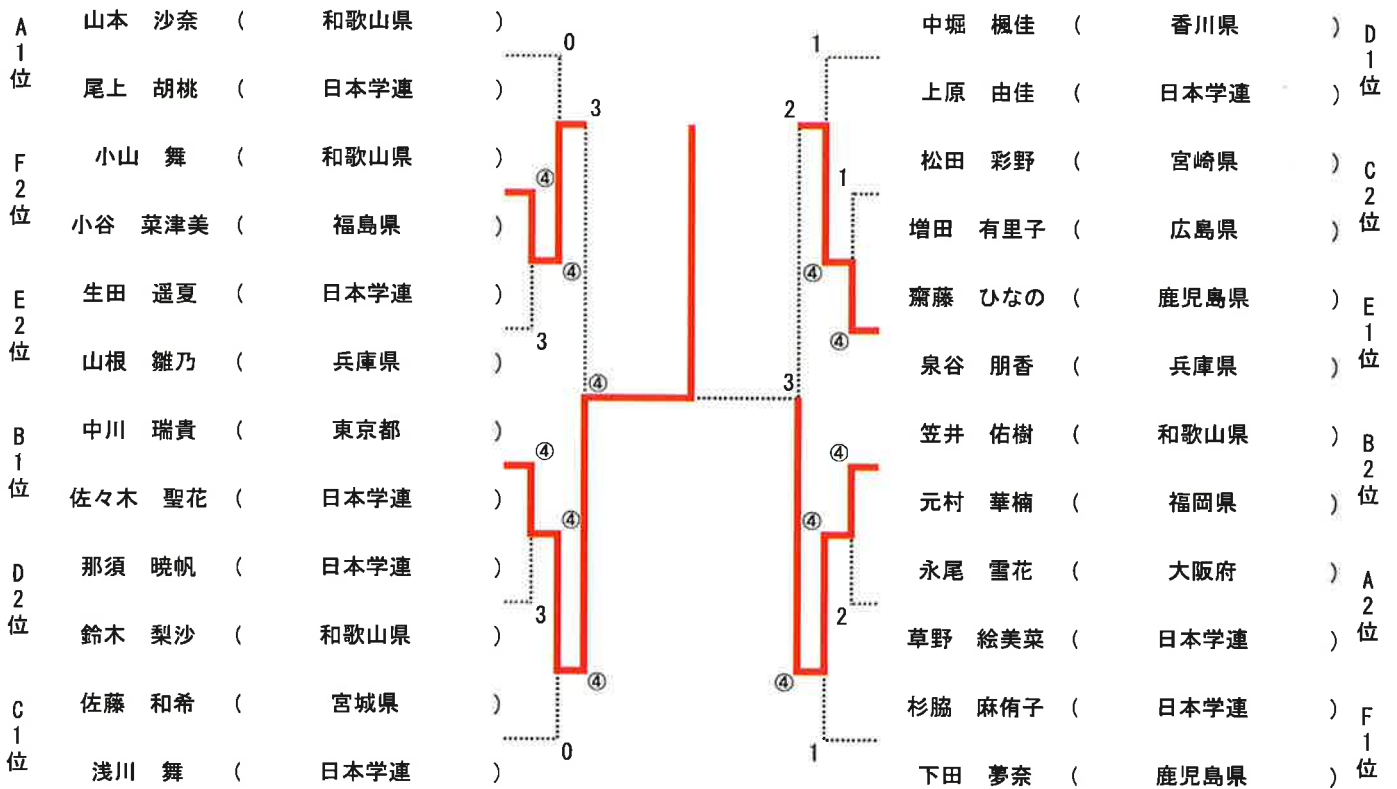 A1位
山本 沙奈 ( 和歌山県 )
尾上 胡桃 ( 日本学連 )
F2位
小山 舞 ( 和歌山県 )
小谷 菜津美 ( 福島県 )
E2位
生田 遥夏 ( 日本学連 )
山根 雛乃 ( 兵庫県 )
B1位
中川 瑞貴 ( 東京都 )
佐々木 聖花 ( 日本学連 )
D2位
那須 暁帆 ( 日本学連 )
鈴木 梨沙 ( 和歌山県 )
C1位
佐藤 和希 ( 宮城県 )
浅川 舞 ( 日本学連 )
0
3
④
④
3
④
④
④
3
④
0
1
2
1
④
④
3
④
④
2
④
1
中堀 楓佳 ( 香川県 )
上原 由佳 ( 日本学連 )
D1位
松田 彩野 ( 宮崎県 )
増田 有里子 ( 広島県 )
C2位
齋藤 ひなの ( 鹿児島県 )
泉谷 朋香 ( 兵庫県 )
E1位
笠井 佑樹 ( 和歌山県 )
元村 華楠 ( 福岡県 )
B2位
永尾 雪花 ( 大阪府 )
草野 絵美菜 ( 日本学連 )
A2位
杉脇 麻侑子 ( 日本学連 )
下田 夢奈 ( 鹿児島県 )
F1位